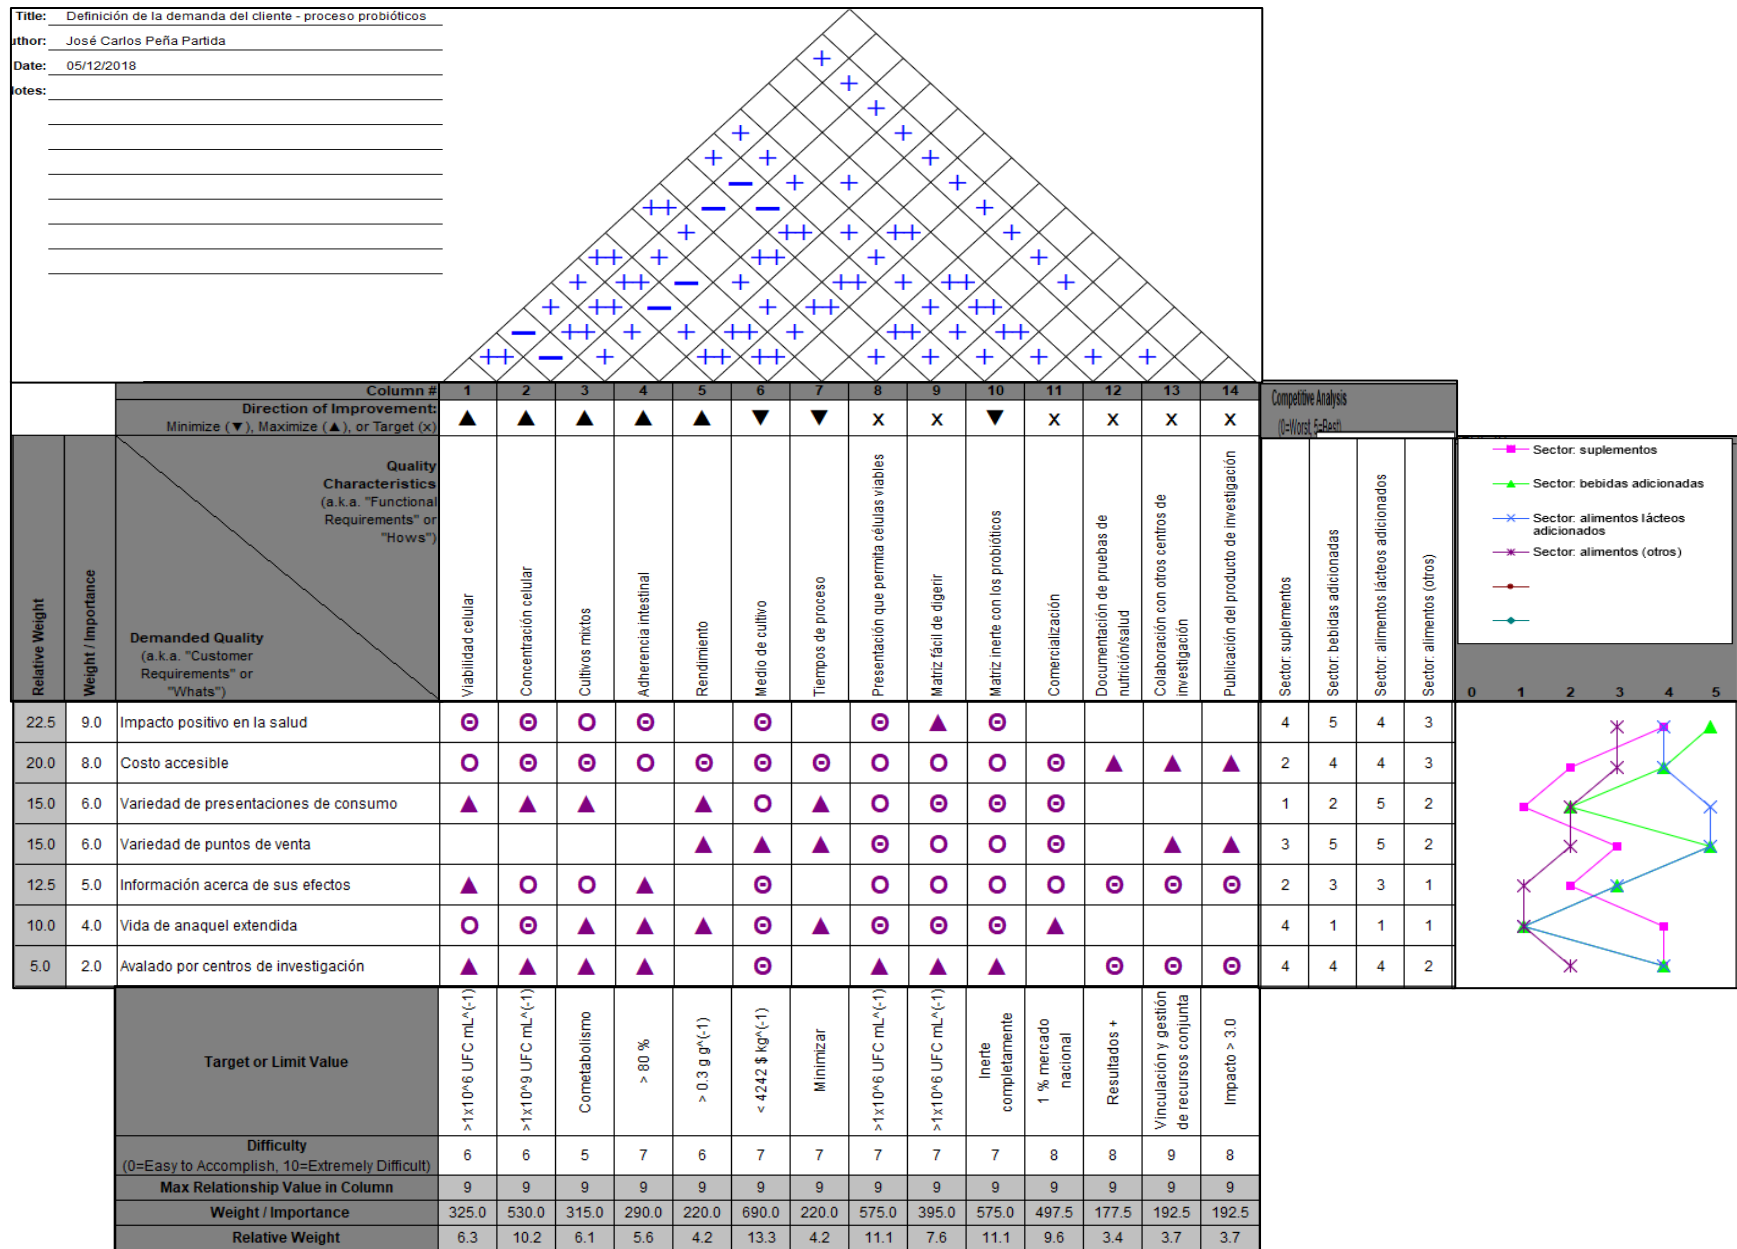 Title: Definición de la demanda del cliente - proceso probióticos
uthor: José Carlos Peña Partida
Date: 05/12/2018
lotes:
Column # 1 2 3 4 5 6 7 8 9 10 11 12 13 14
Direction of Improvement:
Minimize (▼), Maximize (▲), or Target (x) ▲ ▲ ▲ ▲ ▲ ▼ ▼ x x ▼ x x x x
Competitive Analysis
(0=Worst, 5=Best)
Relative Weight
Weight / Importance
Quality
Characteristics
(a.k.a. "Functional
Requirements" or
"Hows")
Demanded Quality
(a.k.a. "Customer
Requirements" or
"Whats")
Viabilidad celular
Concentración celular
Cultivos mixtos
Adherencia intestinal
Rendimiento
Medio de cultivo
Tiempos de proceso
Presentación que permita células viables
Matriz fácil de digerir
Matriz inerte con los probióticos
Comercialización
Documentación de pruebas de
nutrición/salud
Colaboración con otros centros de
investigación
Publicación del producto de investigación
Sector: suplementos
Sector: bebidas adicionadas
Sector: alimentos lácteos adicionados
Sector: alimentos (otros)
Sector: suplementos
Sector: bebidas adicionadas
Sector: alimentos lácteos
adicionados
Sector: alimentos (otros)
0 1 2 3 4 5
22.5 9.0 Impacto positivo en la salud Θ Θ Ο Θ Θ Θ ▲ Θ 4 5 4 3
20.0 8.0 Costo accesible Ο Θ Θ Ο Θ Θ Θ Ο Ο Ο Θ ▲ ▲ ▲ 2 4 4 3
15.0 6.0 Variedad de presentaciones de consumo ▲ ▲ ▲ ▲ Ο ▲ Ο Θ Θ Θ 1 2 5 2
15.0 6.0 Variedad de puntos de venta ▲ ▲ ▲ Θ Ο Ο Θ ▲ ▲ 3 5 5 2
12.5 5.0 Información acerca de sus efectos ▲ Ο Ο ▲ Θ Ο Ο Ο Ο Θ Θ Θ 2 3 3 1
10.0 4.0 Vida de anaquel extendida Ο Θ ▲ ▲ ▲ Θ ▲ Θ Θ Θ ▲ 4 1 1 1
5.0 2.0 Avalado por centros de investigación ▲ ▲ ▲ ▲ Θ ▲ ▲ ▲ Θ Θ Θ 4 4 4 2
Target or Limit Value
>1x10^6 UFC mL^(-1)
>1x10^9 UFC mL^(-1)
Cometabolismo
> 80 %
> 0.3 g g^(-1)
< 4242 $ kg^(-1)
Minimizar
>1x10^6 UFC mL^(-1)
>1x10^6 UFC mL^(-1)
Inerte
completamente
1 % mercado
nacional
Resultados +
Vinculación y gestión
de recursos conjunta
Impacto > 3.0
Difficulty
(0=Easy to Accomplish, 10=Extremely Difficult) 6 6 5 7 6 7 7 7 7 7 8 8 9 8
Max Relationship Value in Column 9 9 9 9 9 9 9 9 9 9 9 9 9 9
Weight / Importance 325.0 530.0 315.0 290.0 220.0 690.0 220.0 575.0 395.0 575.0 497.5 177.5 192.5 192.5
Relative Weight 6.3 10.2 6.1 5.6 4.2 13.3 4.2 11.1 7.6 11.1 9.6 3.4 3.7 3.7